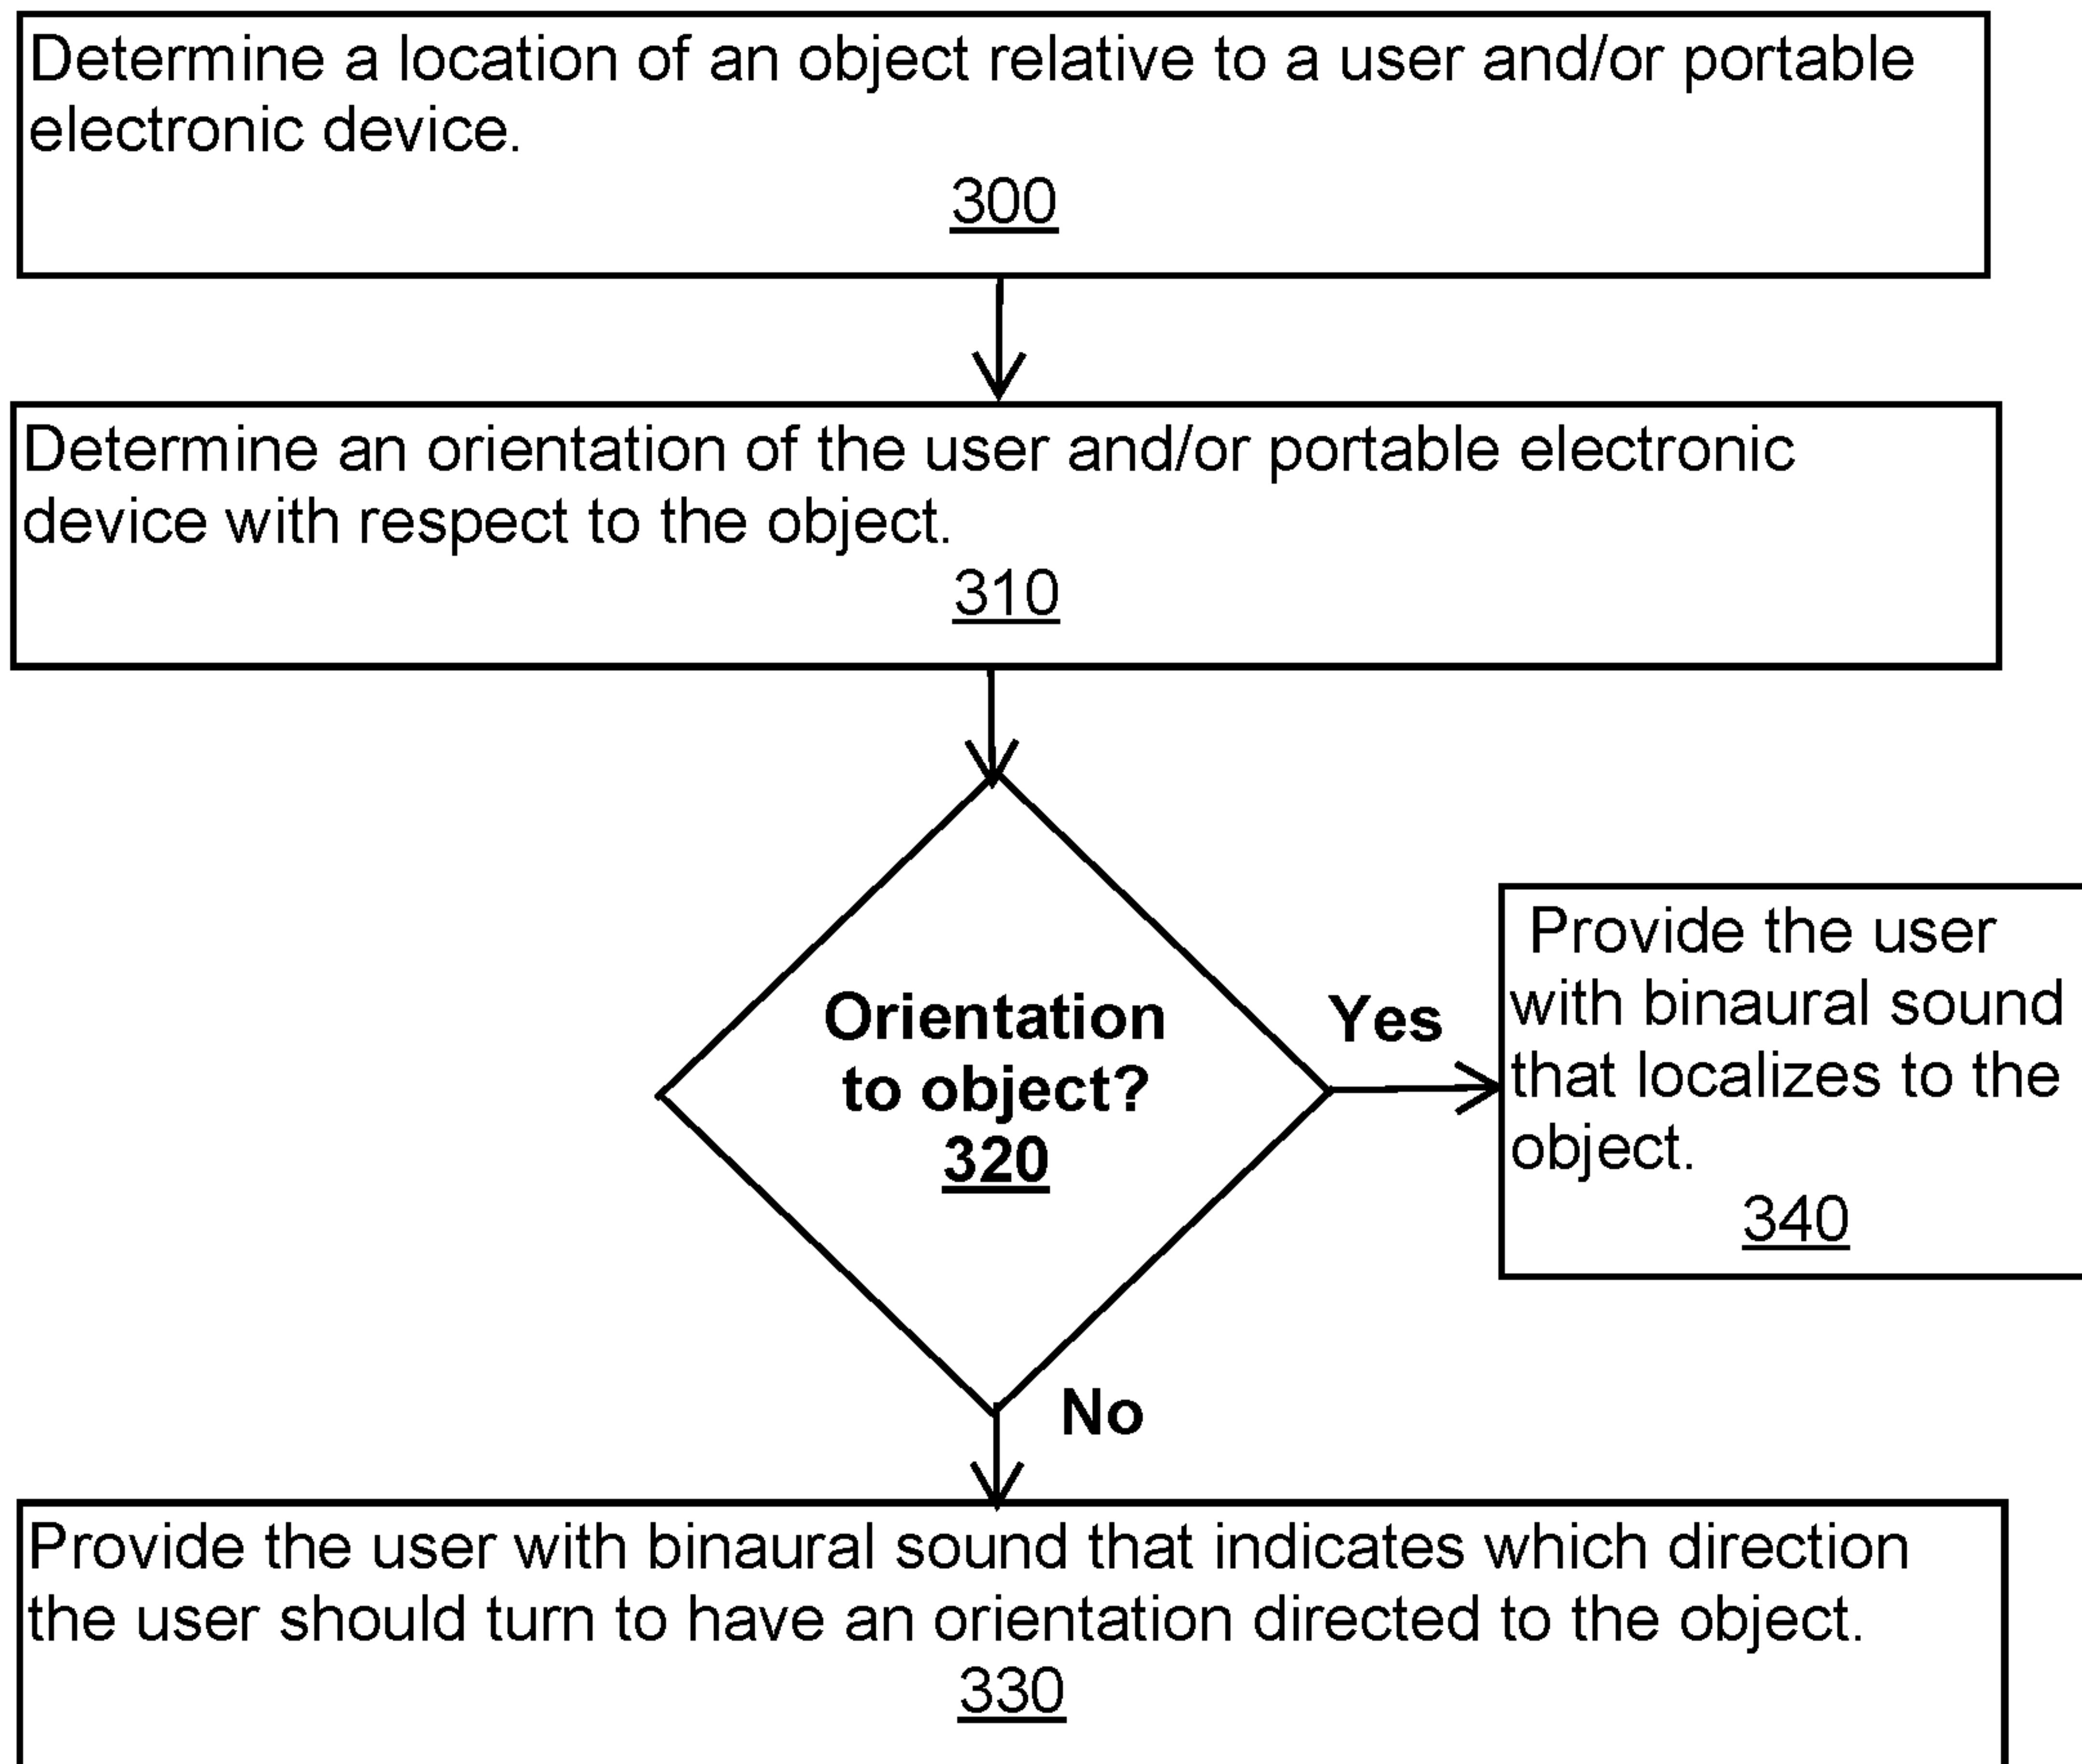 Determine a location of an object relative to a user and/or portable
electronic device.
300
Determine an orientation of the user and/or portable electronic
device with respect to the object.
310
Orientation
to object?
320
Yes
Provide the user
with binaural sound
that localizes to the
object.
340
No
Provide the user with binaural sound that indicates which direction
the user should turn to have an orientation directed to the object.
330